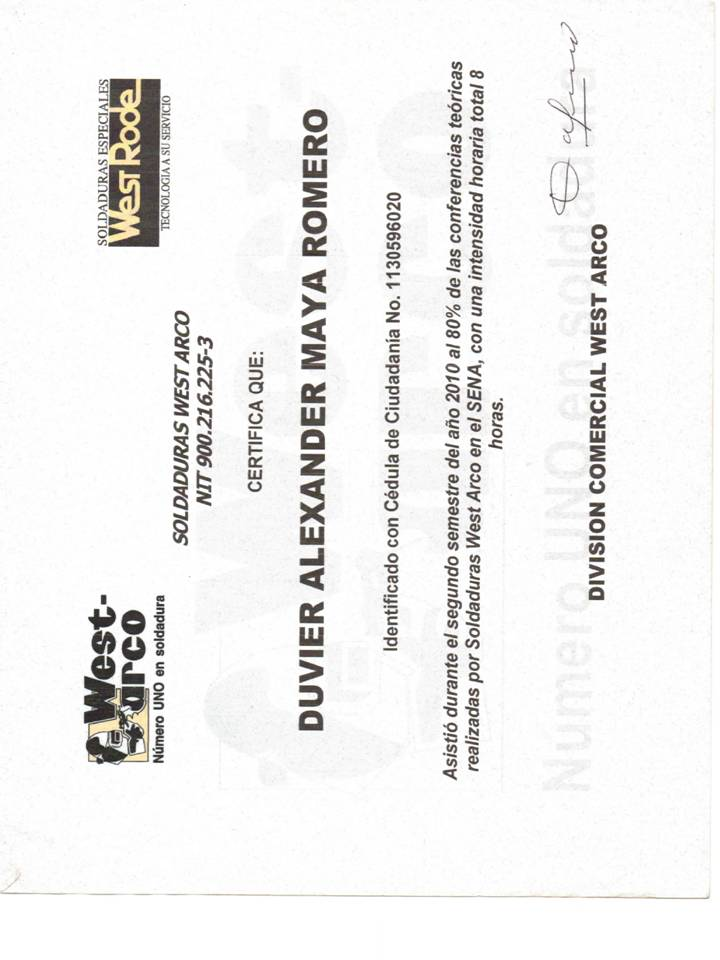 West-
arco
Número UNO en soldadura
SOLDADURAS ESPECIALES
WEST RODE
TECNOLOGIA A SU SERVICIO
SOLDADURAS WEST ARCO
NIT 900.216.225-3
CERTIFICA QUE:
DUVIER ALEXANDER MAYA ROMERO
Identificado con Cédula de Ciudadanía No. 1130596020
Asistió durante el segundo semestre del año 2010 al 80% de las conferencias teóricas
realizadas por Soldaduras West Arco en el SENA, con una intensidad horaria total 8
horas.
Número UNO en soldadura
DIVISION COMERCIAL WEST ARCO